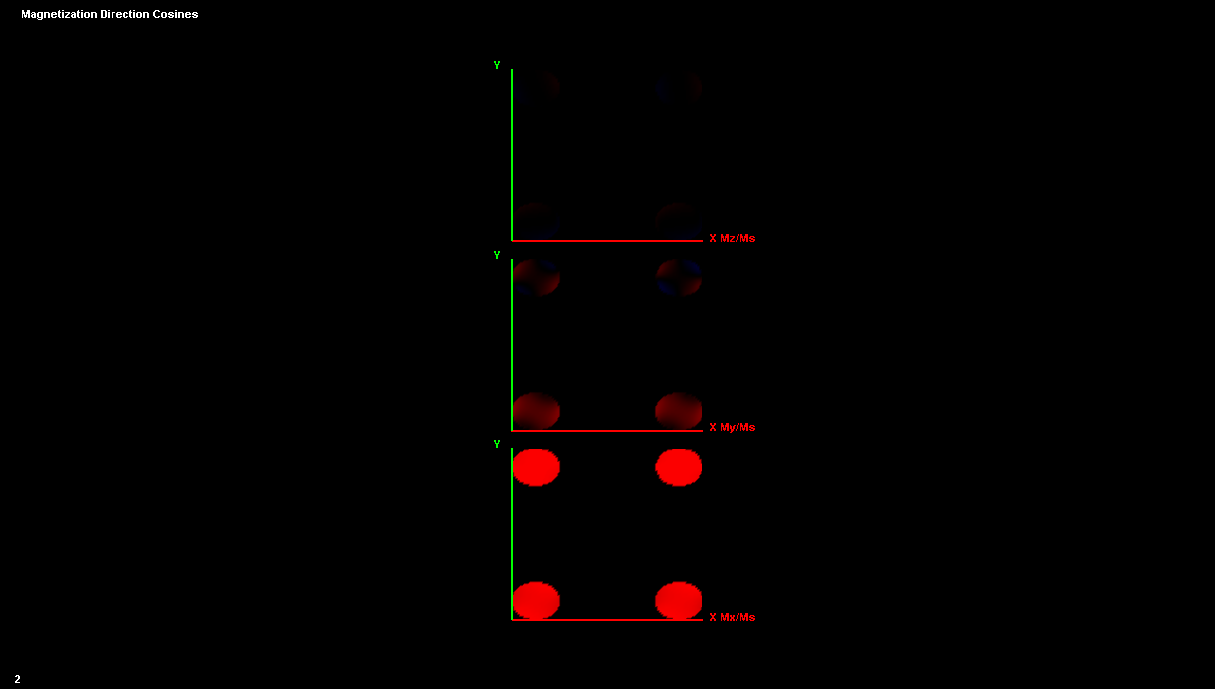 Magnetization Direction Cosines
Y
X Mz/Ms
Y
X My/Ms
Y
X Mx/Ms
2